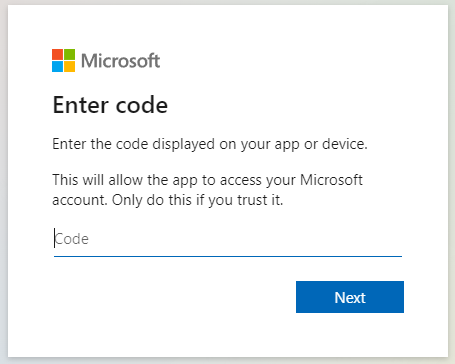 Microsoft
Enter code
Enter the code displayed on your app or device.
This will allow the app to access your Microsoft
account. Only do this if you trust it.
Code
Next